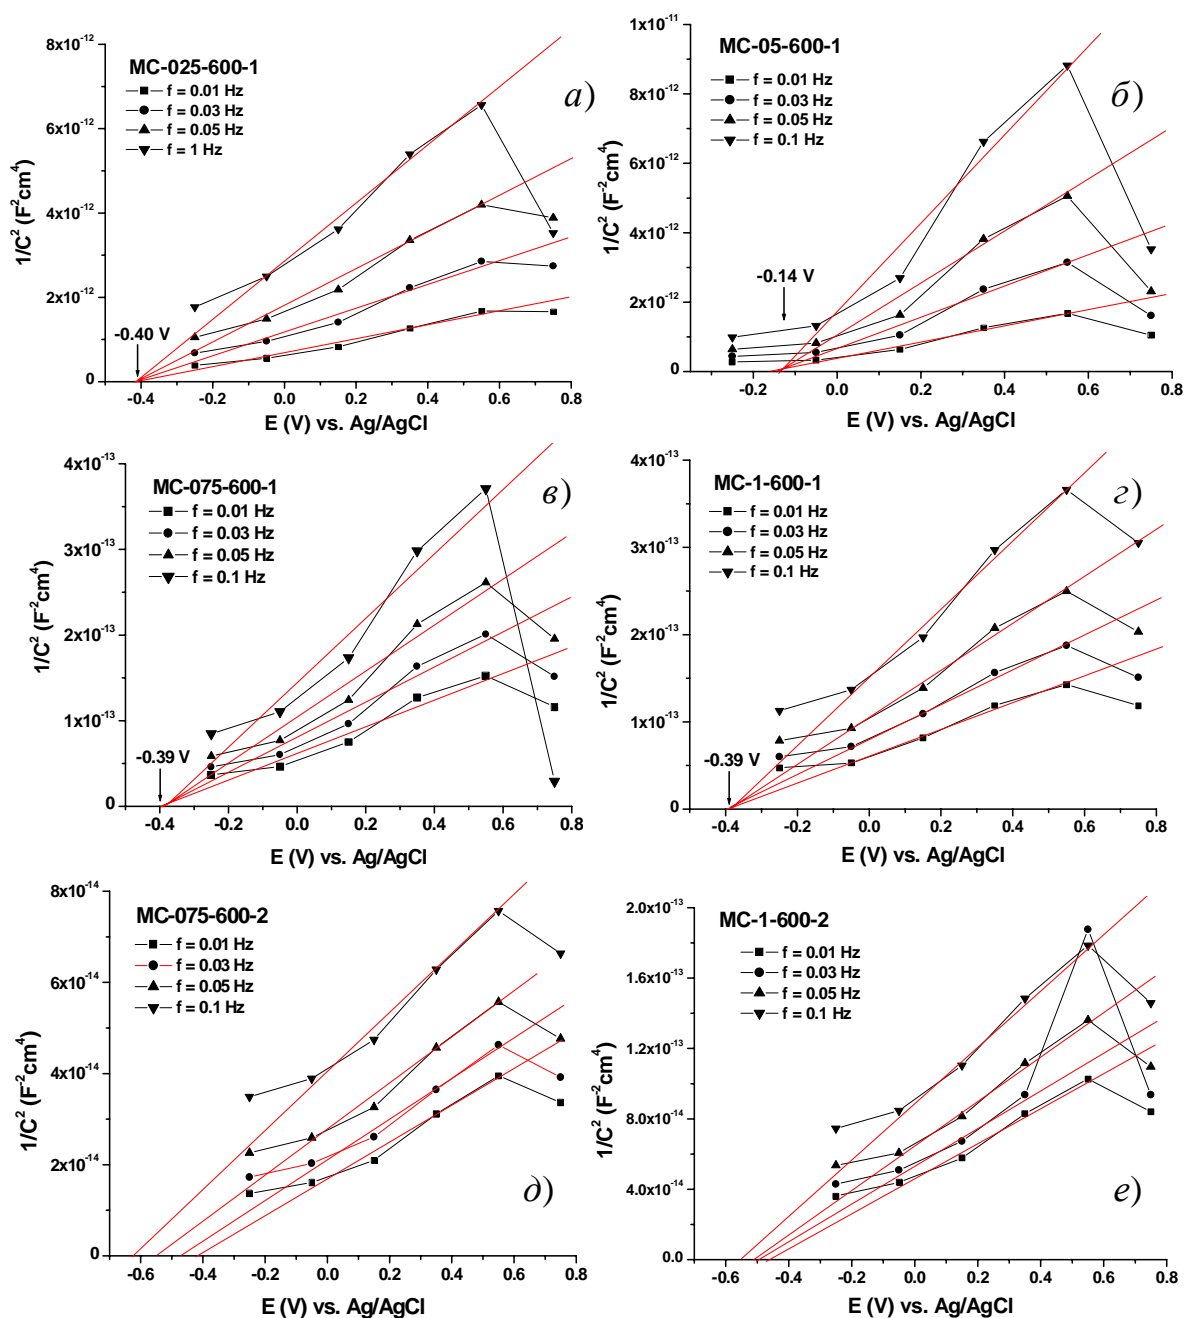 MC-025-600-1
f = 0.01 Hz
f = 0.03 Hz
f = 0.05 Hz
f = 1 Hz
а)
8x10⁻¹²
6x10⁻¹²
4x10⁻¹²
2x10⁻¹²
0
1/C² (F⁻²cm⁴)
-0.40 V
-0.4 -0.2 0.0 0.2 0.4 0.6 0.8
E (V) vs. Ag/AgCl
MC-05-600-1
f = 0.01 Hz
f = 0.03 Hz
f = 0.05 Hz
f = 0.1 Hz
б)
1x10⁻¹¹
8x10⁻¹²
6x10⁻¹²
4x10⁻¹²
2x10⁻¹²
0
1/C² (F⁻²cm⁴)
-0.14 V
-0.2 0.0 0.2 0.4 0.6 0.8
E (V) vs. Ag/AgCl
MC-075-600-1
f = 0.01 Hz
f = 0.03 Hz
f = 0.05 Hz
f = 0.1 Hz
в)
4x10⁻¹³
3x10⁻¹³
2x10⁻¹³
1x10⁻¹³
0
1/C² (F⁻²cm⁴)
-0.39 V
-0.4 -0.2 0.0 0.2 0.4 0.6 0.8
E (V) vs. Ag/AgCl
MC-1-600-1
f = 0.01 Hz
f = 0.03 Hz
f = 0.05 Hz
f = 0.1 Hz
г)
4x10⁻¹³
3x10⁻¹³
2x10⁻¹³
1x10⁻¹³
0
1/C² (F⁻²cm⁴)
-0.39 V
-0.4 -0.2 0.0 0.2 0.4 0.6 0.8
E (V) vs. Ag/AgCl
MC-075-600-2
f = 0.01 Hz
f = 0.03 Hz
f = 0.05 Hz
f = 0.1 Hz
д)
8x10⁻¹⁴
6x10⁻¹⁴
4x10⁻¹⁴
2x10⁻¹⁴
0
1/C² (F⁻²cm⁴)
-0.6 -0.4 -0.2 0.0 0.2 0.4 0.6 0.8
E (V) vs. Ag/AgCl
MC-1-600-2
f = 0.01 Hz
f = 0.03 Hz
f = 0.05 Hz
f = 0.1 Hz
е)
2.0x10⁻¹³
1.6x10⁻¹³
1.2x10⁻¹³
8.0x10⁻¹⁴
4.0x10⁻¹⁴
0.0
1/C² (F⁻²cm⁴)
-0.6 -0.4 -0.2 0.0 0.2 0.4 0.6 0.8
E (V) vs. Ag/AgCl